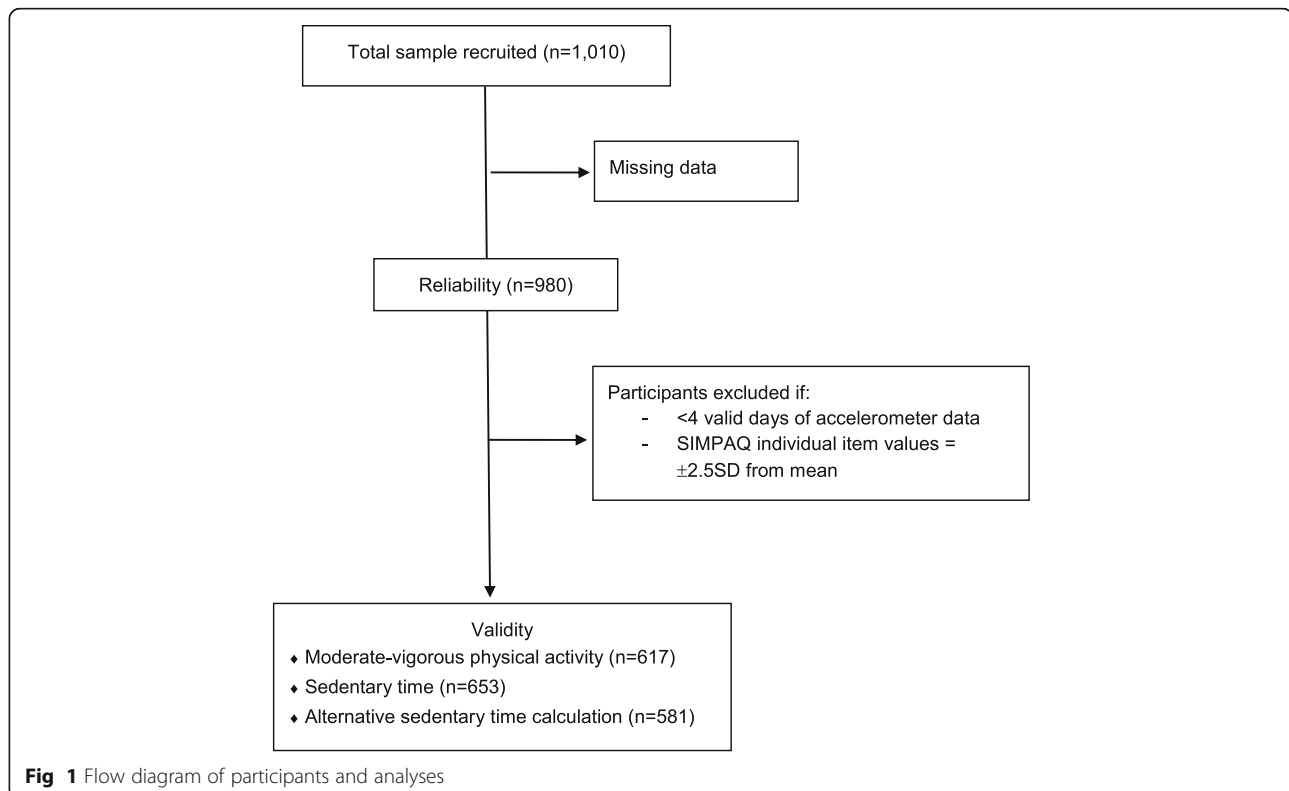 Total sample recruited (n=1,010)
Missing data
Reliability (n=980)
Participants excluded if:
- <4 valid days of accelerometer data
- SIMPAQ individual item values =
±2.5SD from mean
Validity
♦ Moderate-vigorous physical activity (n=617)
♦ Sedentary time (n=653)
♦ Alternative sedentary time calculation (n=581)
Fig 1 Flow diagram of participants and analyses